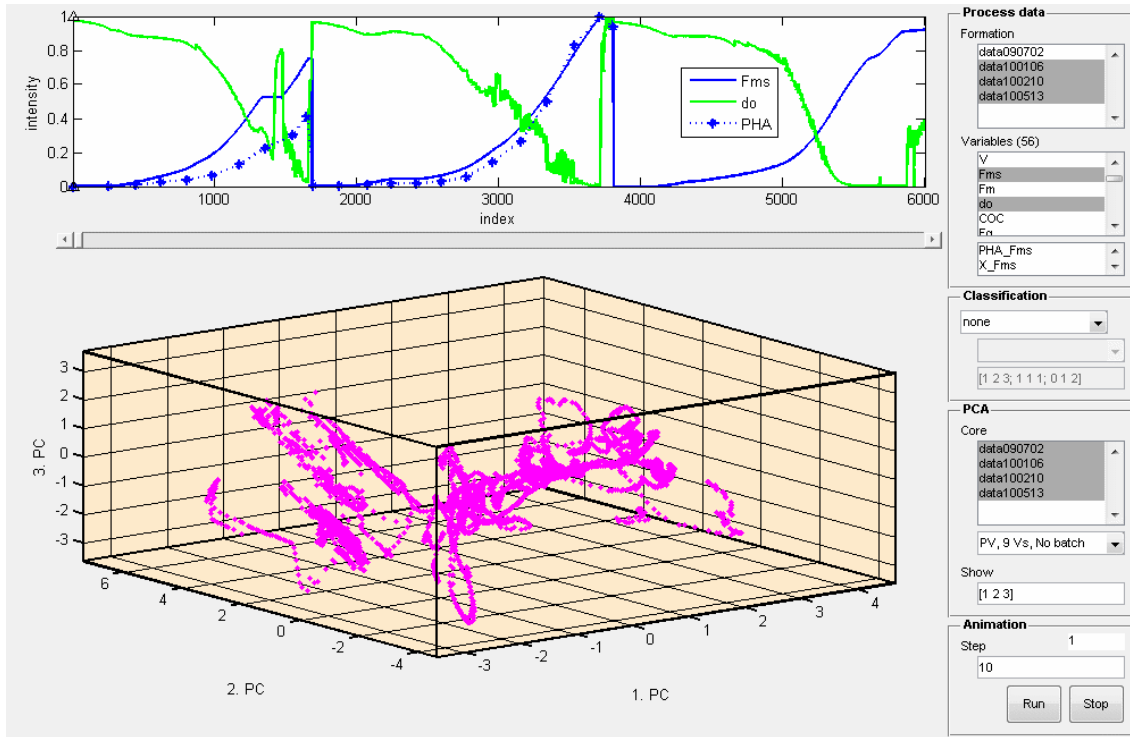 1
0.8
0.6
0.4
0.2
0
intensity
1000
2000
3000
4000
5000
6000
index
Fms
do
PHA
3
2
1
0
-1
-2
-3
3. PC
6
4
2
0
-2
-4
2. PC
-3
-2
-1
0
1
2
3
4
1. PC
Process data
Formation
data090702
data100106
data100210
data100513
Variables (56)
V
Fms
Fm
do
COC
PHA_Fms
X_Fms
Classification
none
[1 2 3; 1 1 1; 0 1 2]
PCA
Core
data090702
data100106
data100210
data100513
PV, 9 Vs, No batch
Show
[1 2 3]
Animation
Step
1
10
Run
Stop